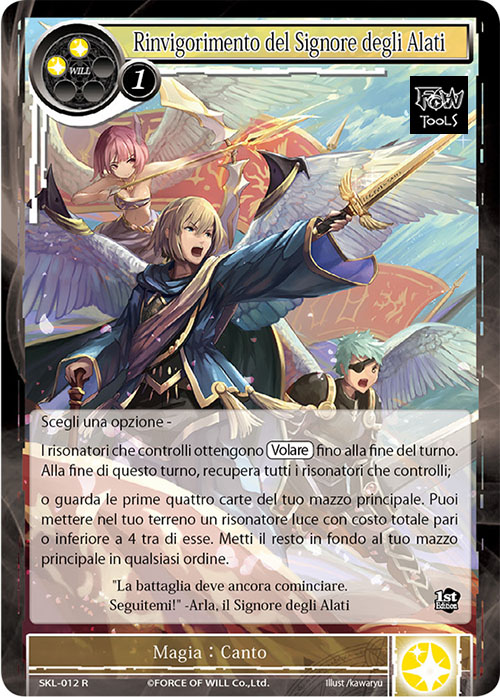 Rinvigorimento del Signore degli Alati
WILL
1
FOW
TOOLS
Scegli una opzione -
I risonatori che controlli ottengono Volare fino alla fine del turno.
Alla fine di questo turno, recupera tutti i risonatori che controlli;
o guarda le prime quattro carte del tuo mazzo principale. Puoi
mettere nel tuo terreno un risonatore luce con costo totale pari
o inferiore a 4 tra di esse. Metti il resto in fondo al tuo mazzo
principale in qualsiasi ordine.
"La battaglia deve ancora cominciare.
Seguitemi!" -Arla, il Signore degli Alati
1st
Edition
Magia : Canto
SKL-012 R
©FORCE OF WILL Co.,Ltd.
Illust /kawaryu